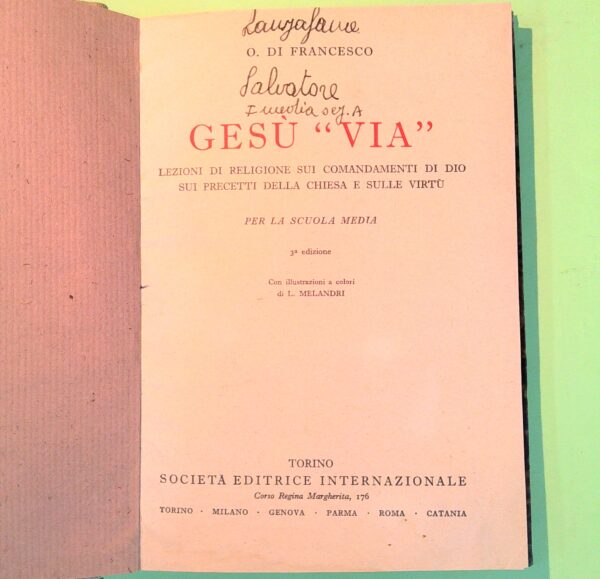 Lanzafame
O. DI FRANCESCO
Salvatore
I media sez. A
GESÙ “VIA”
LEZIONI DI RELIGIONE SUI COMANDAMENTI DI DIO
SUI PRECETTI DELLA CHIESA E SULLE VIRTÙ
PER LA SCUOLA MEDIA
3ª edizione
Con illustrazioni a colori
di L. MELANDRI
TORINO
SOCIETÀ EDITRICE INTERNAZIONALE
Corso Regina Margherita, 176
TORINO · MILANO · GENOVA · PARMA · ROMA · CATANIA